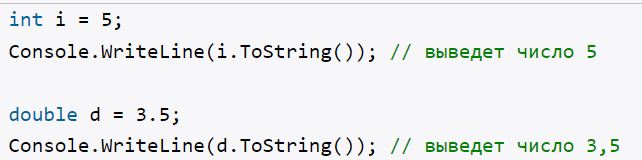 int i = 5;
Console.WriteLine(i.ToString()); // выведет число 5
double d = 3.5;
Console.WriteLine(d.ToString()); // выведет число 3,5